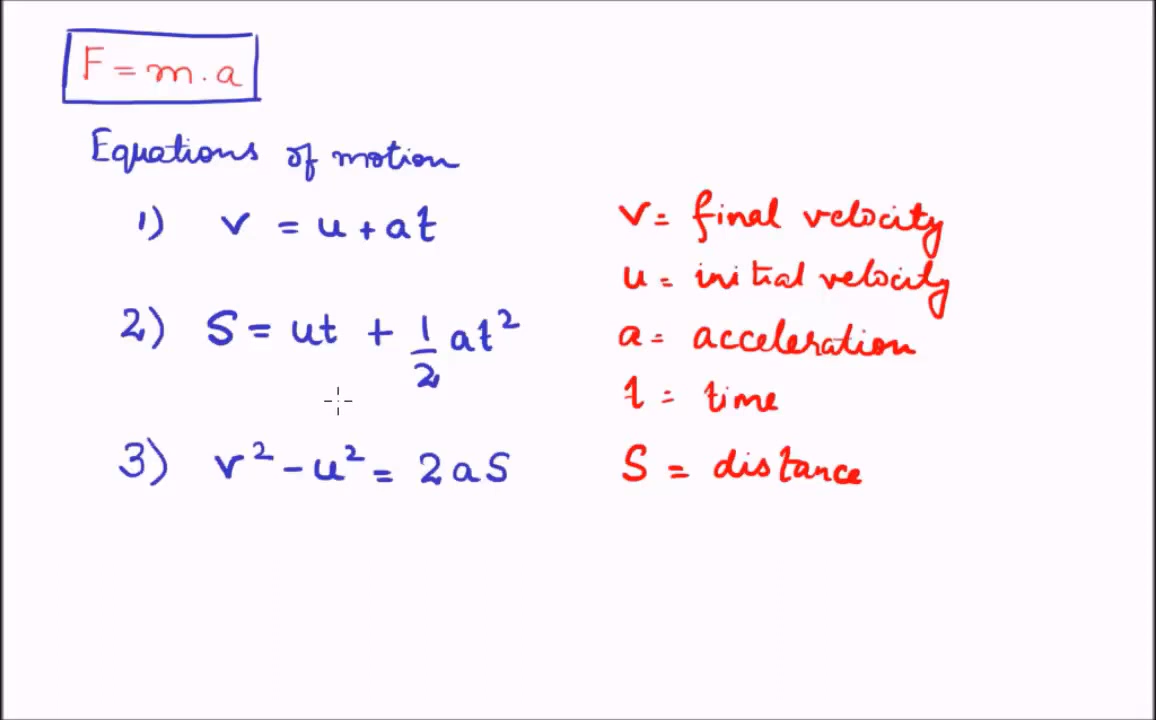 F = m . a
Equations of motion
1) v = u + at
2) S = ut + 1/2 at²
3) v² - u² = 2aS
v = final velocity
u = initial velocity
a = acceleration
t = time
S = distance